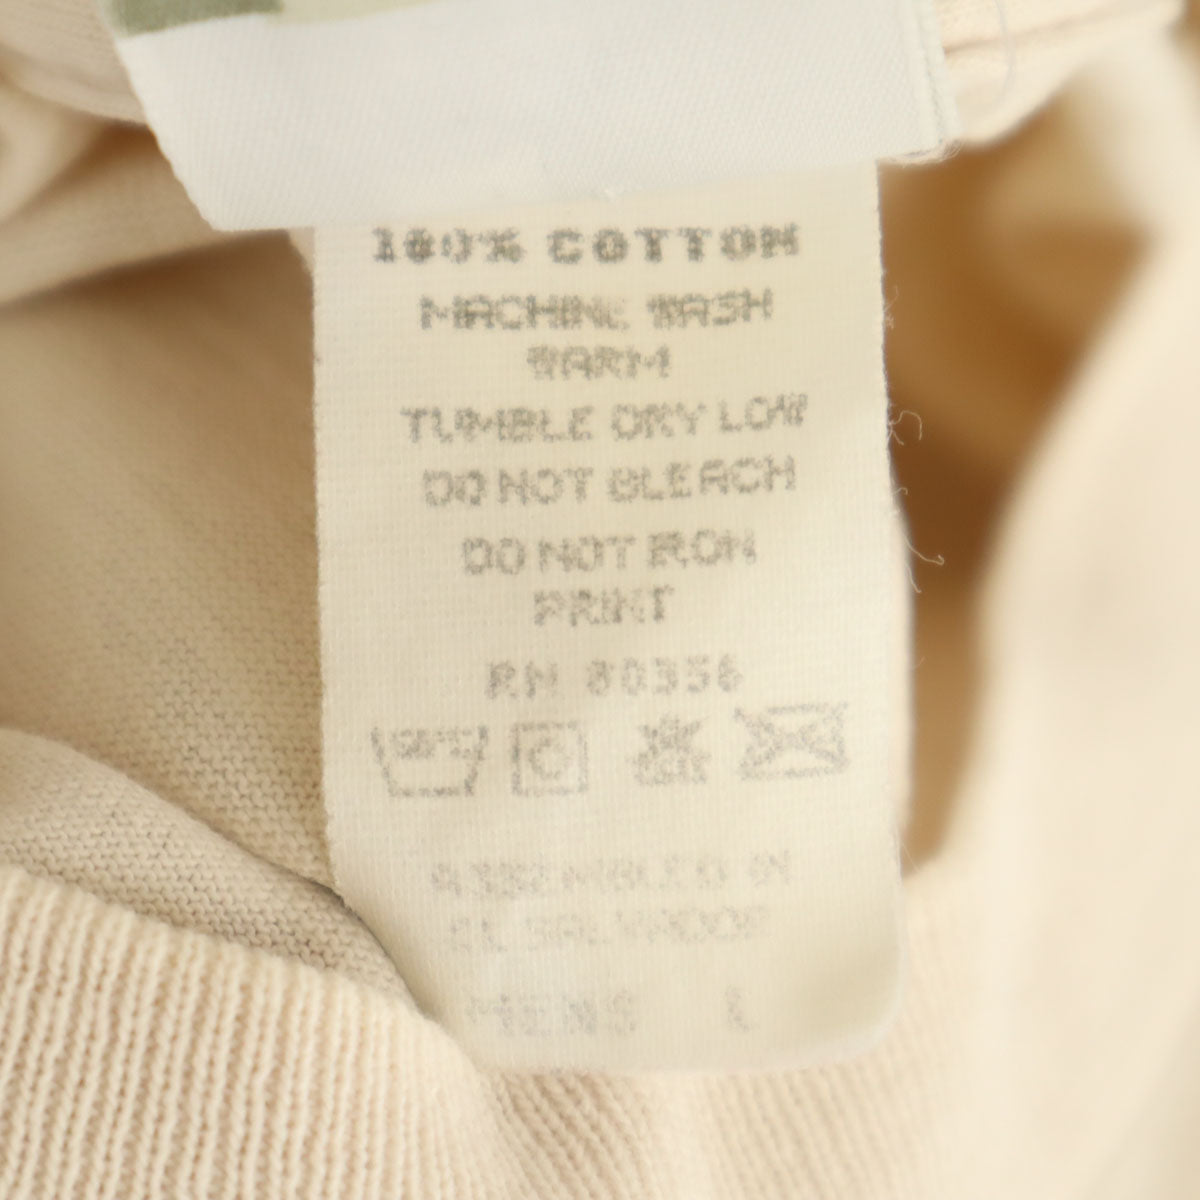 100% COTTON
MACHINE WASH
WARM
TUMBLE DRY LOW
DO NOT BLEACH
DO NOT IRON
PRINT
RN 80356
ASSEMBLED IN
EL SALVADOR
MENS L